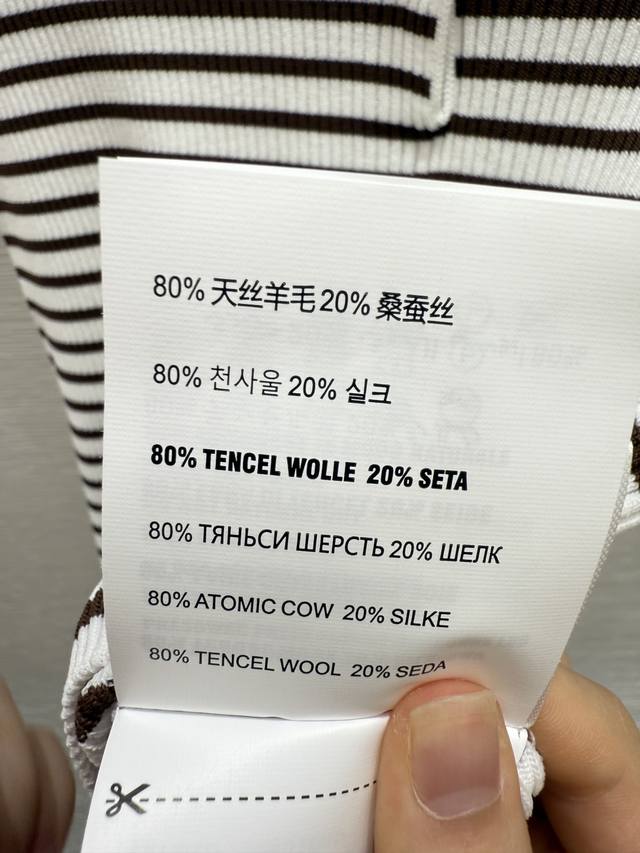 80% 天丝羊毛 20% 桑蚕丝
80% 천사울 20% 실크
80% TENCEL WOLLE 20% SETA
80% ТЯНЬСИ ШЕРСТЬ 20% ШЕЛК
80% ATOMIC COW 20% SILKE
80% TENCEL WOOL 20% SEDA